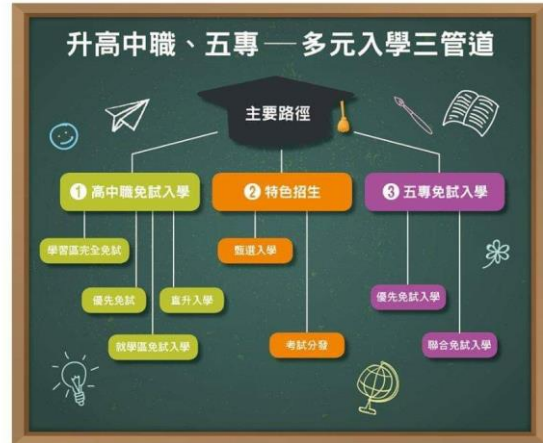 升高中職、五專—多元入學三管道
主要路徑
1 高中職免試入學
2 特色招生
3 五專免試入學
學習區完全免試
甄選入學
優先免試
直升入學
優先免試入學
就學區免試入學
考試分發
聯合免試入學